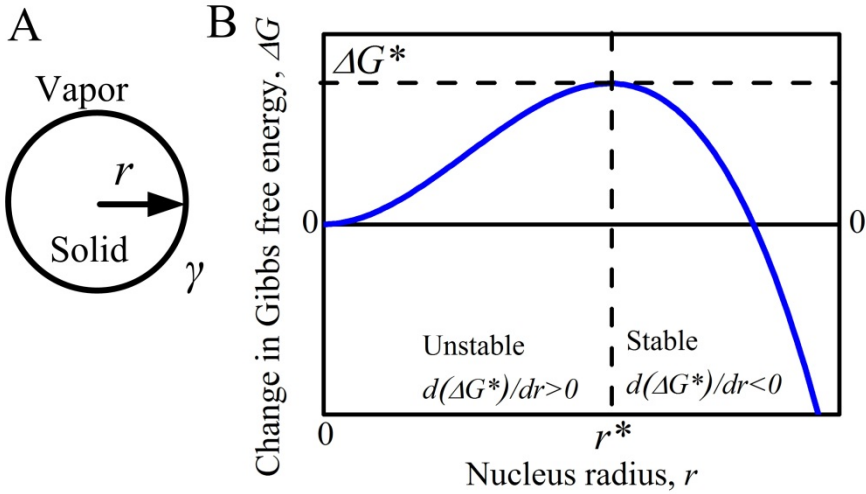 A
Vapor
r
Solid
γ
B
Change in Gibbs free energy, ΔG
ΔG*
0
0
Unstable
d(ΔG*)/dr>0
Stable
d(ΔG*)/dr<0
0
r*
Nucleus radius, r